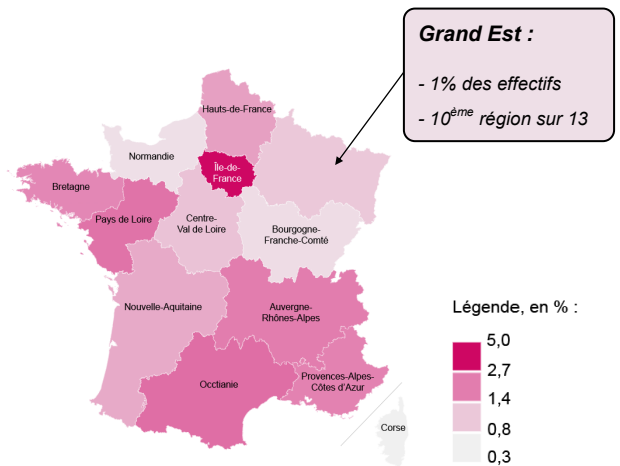 Grand Est :
- 1% des effectifs
- 10ème région sur 13
Hauts-de-France
Normandie
Île-de-
France
Bretagne
Pays de Loire
Centre-
Val de Loire
Bourgogne-
Franche-Comté
Nouvelle-Aquitaine
Auvergne-
Rhônes-Alpes
Occtianie
Provences-Alpes-
Côtes d'Azur
Corse
Légende, en % :
5,0
2,7
1,4
0,8
0,3